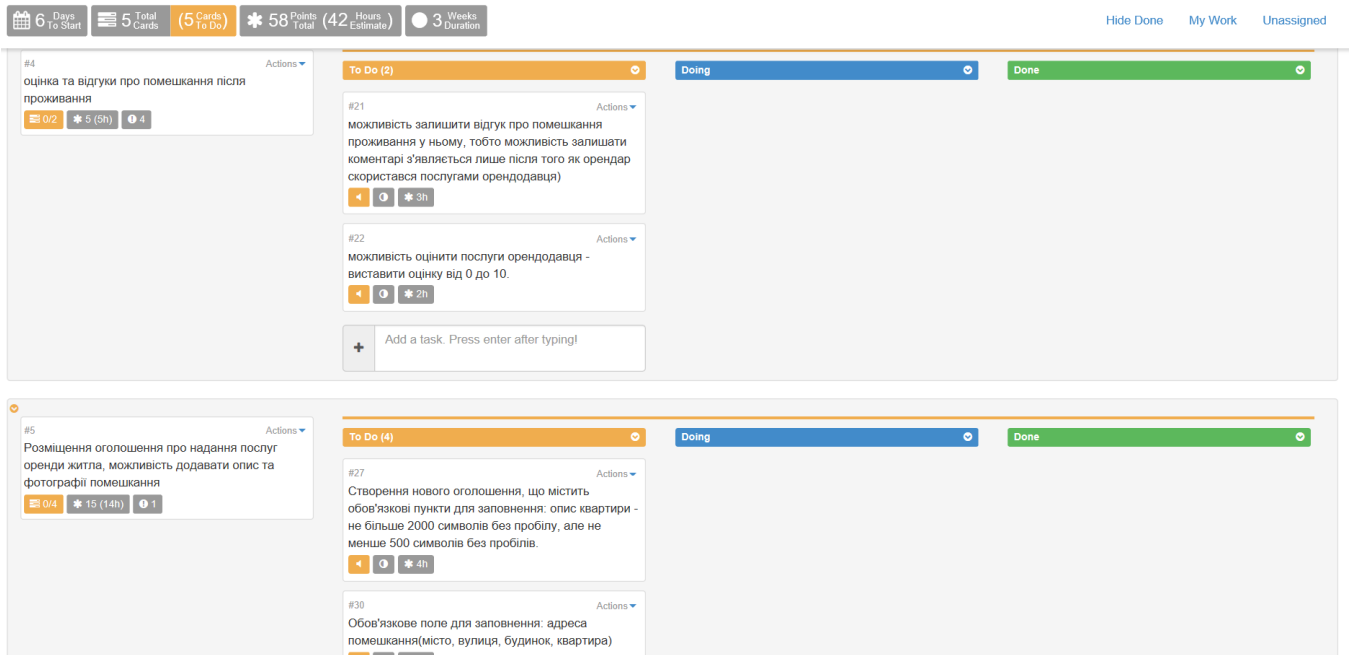 6 Days To Start
5 Total Cards
(5 Cards To Do)
58 Points Total (42 Hours Estimate)
3 Weeks Duration
Hide Done
My Work
Unassigned
#4
Actions
оцінка та відгуки про помешкання після
проживання
0/2
5 (5h)
4
To Do (2)
Doing
Done
#21
Actions
можливість залишити відгук про помешкання
проживання у ньому, тобто можливість залишати
коментарі з'являється лише після того як орендар
скористався послугами орендодавця)
3h
#22
Actions
можливість оцінити послуги орендодавця -
виставити оцінку від 0 до 10.
2h
Add a task. Press enter after typing!
#5
Actions
Розміщення оголошення про надання послуг
оренди житла, можливість додавати опис та
фотографії помешкання
0/4
15 (14h)
1
To Do (4)
Doing
Done
#27
Actions
Створення нового оголошення, що містить
обов'язкові пункти для заповнення: опис квартири -
не більше 2000 символів без пробілу, але не
менше 500 символів без пробілів.
4h
#30
Actions
Обов'язкове поле для заповнення: адреса
помешкання(місто, вулиця, будинок, квартира)